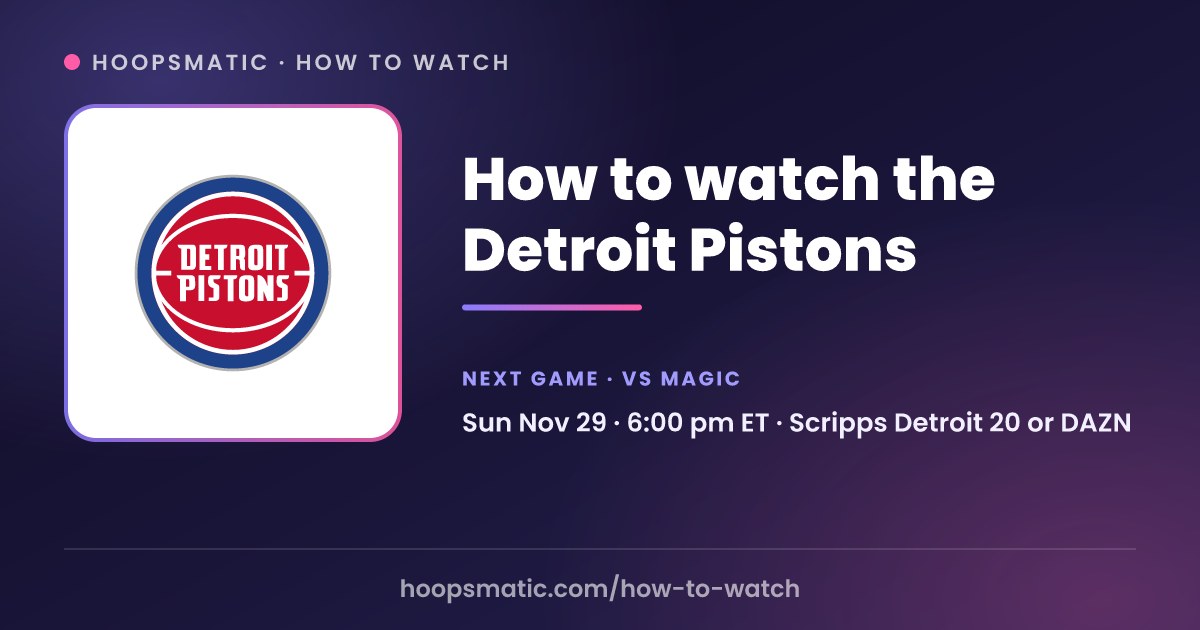 HOOPSMATIC · HOW TO WATCH
DETROIT
PISTONS
How to watch the
Detroit Pistons
NEXT GAME · VS MAGIC
Sun Nov 29 · 6:00 pm ET · Scripps Detroit 20 or DAZN
hoopsmatic.com/how-to-watch